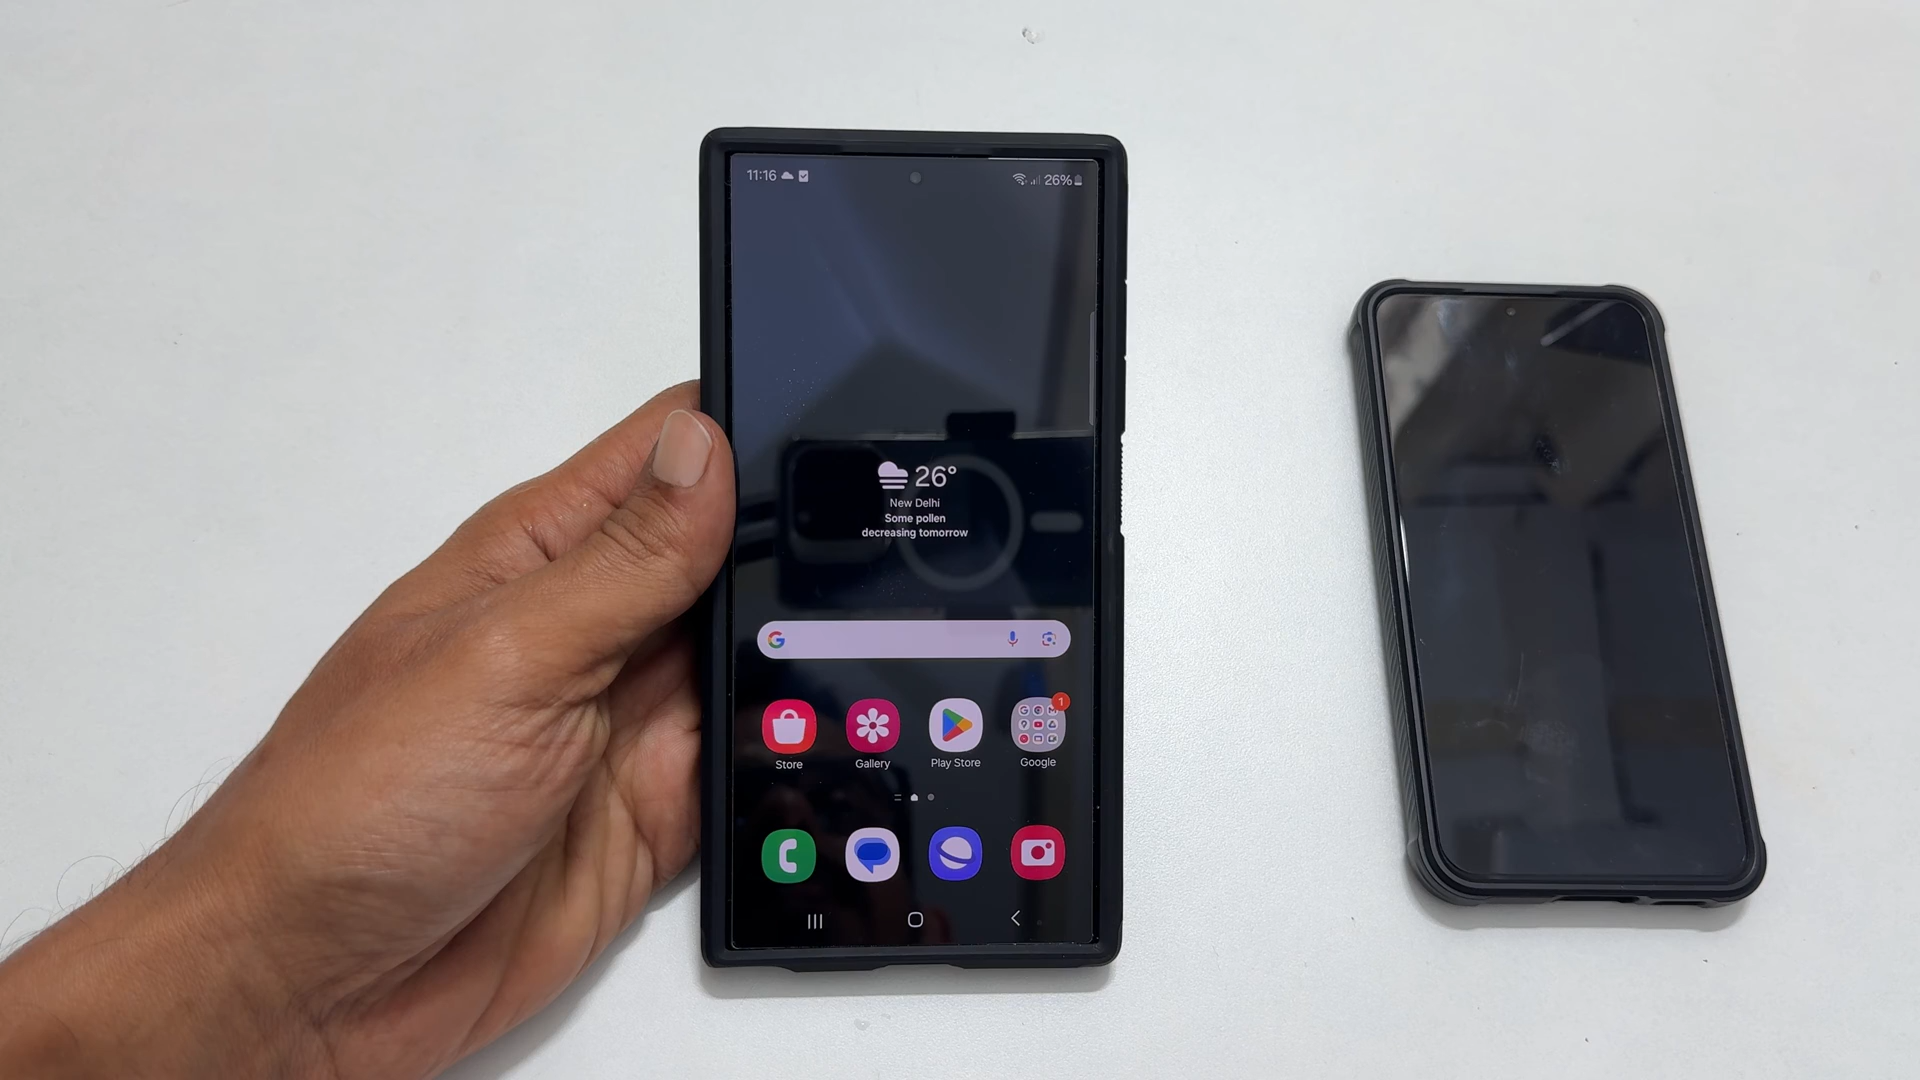 11:16
26%
26°
New Delhi
Some pollen
decreasing tomorrow
Store
Gallery
Play Store
Google
1